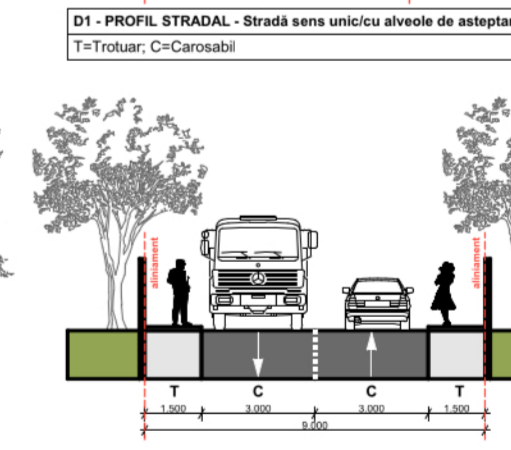 D1 - PROFIL STRADAL - Stradă sens unic/cu alveole de asteptar
T=Trotuar; C=Carosabil
aliniament
aliniament
T C C T
1.500 3.000 3.000 1.500
9.000